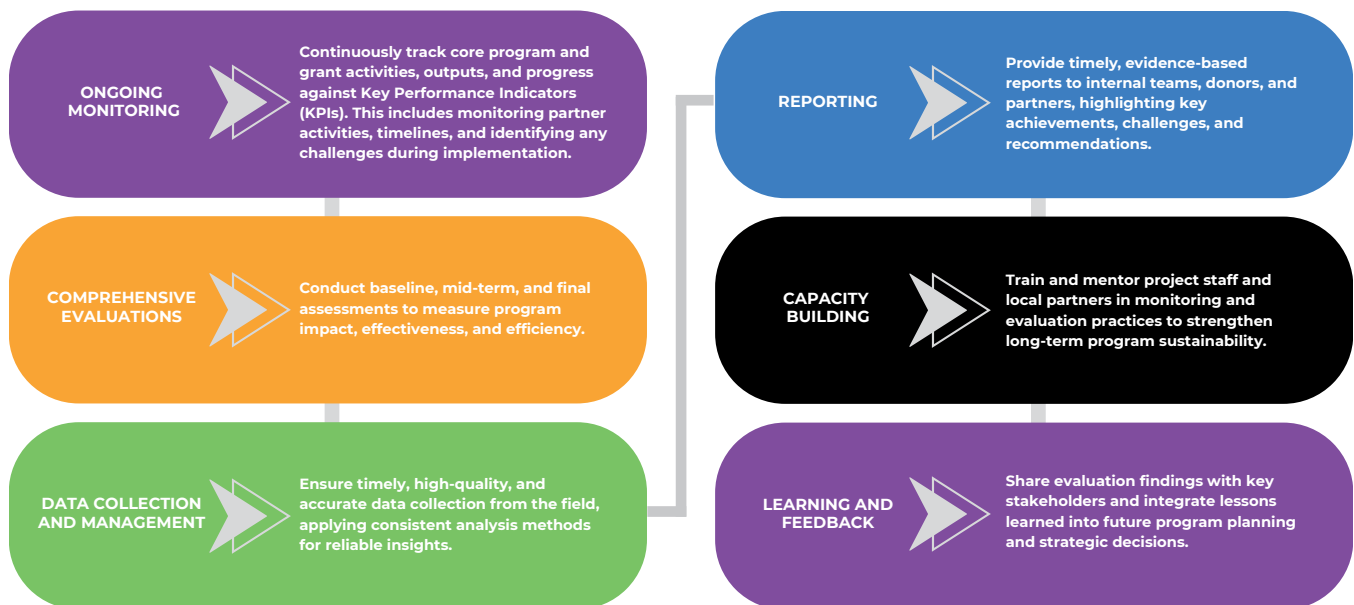 ONGOING
MONITORING
Continuously track core program and
grant activities, outputs, and progress
against Key Performance Indicators
(KPIs). This includes monitoring partner
activities, timelines, and identifying any
challenges during implementation.
COMPREHENSIVE
EVALUATIONS
Conduct baseline, mid-term, and final
assessments to measure program
impact, effectiveness, and efficiency.
DATA COLLECTION
AND MANAGEMENT
Ensure timely, high-quality, and
accurate data collection from the field,
applying consistent analysis methods
for reliable insights.
REPORTING
Provide timely, evidence-based
reports to internal teams, donors, and
partners, highlighting key
achievements, challenges, and
recommendations.
CAPACITY
BUILDING
Train and mentor project staff and
local partners in monitoring and
evaluation practices to strengthen
long-term program sustainability.
LEARNING AND
FEEDBACK
Share evaluation findings with key
stakeholders and integrate lessons
learned into future program planning
and strategic decisions.